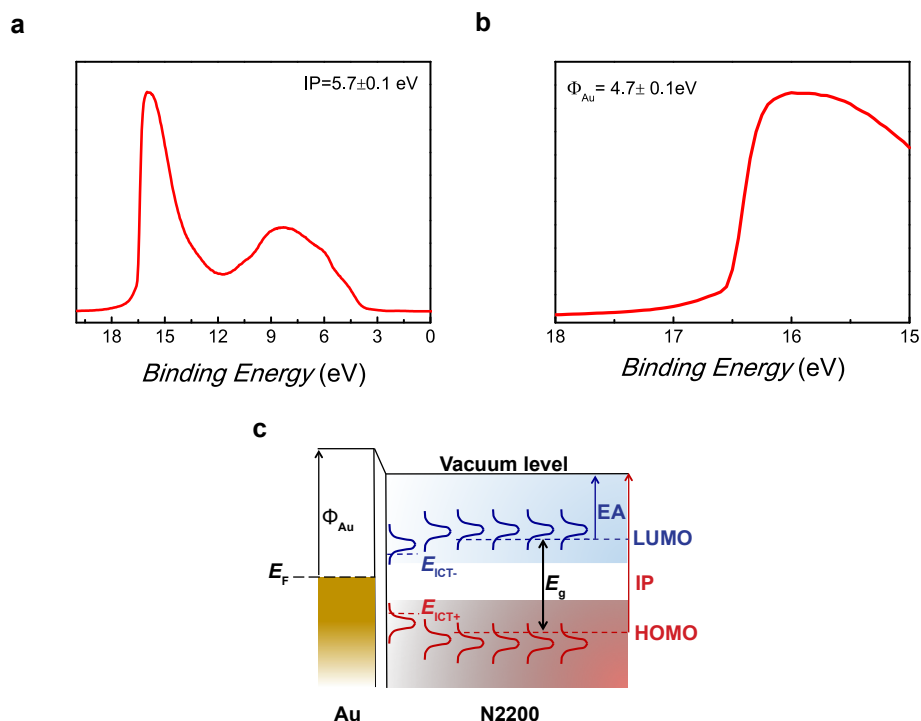 a
IP=5.7±0.1 eV
18 15 12 9 6 3 0
Binding Energy (eV)
b
ΦAu = 4.7± 0.1eV
18 17 16 15
Binding Energy (eV)
c
Vacuum level
ΦAu
EA
LUMO
EF
EICT-
Eg
IP
EICT+
HOMO
Au N2200